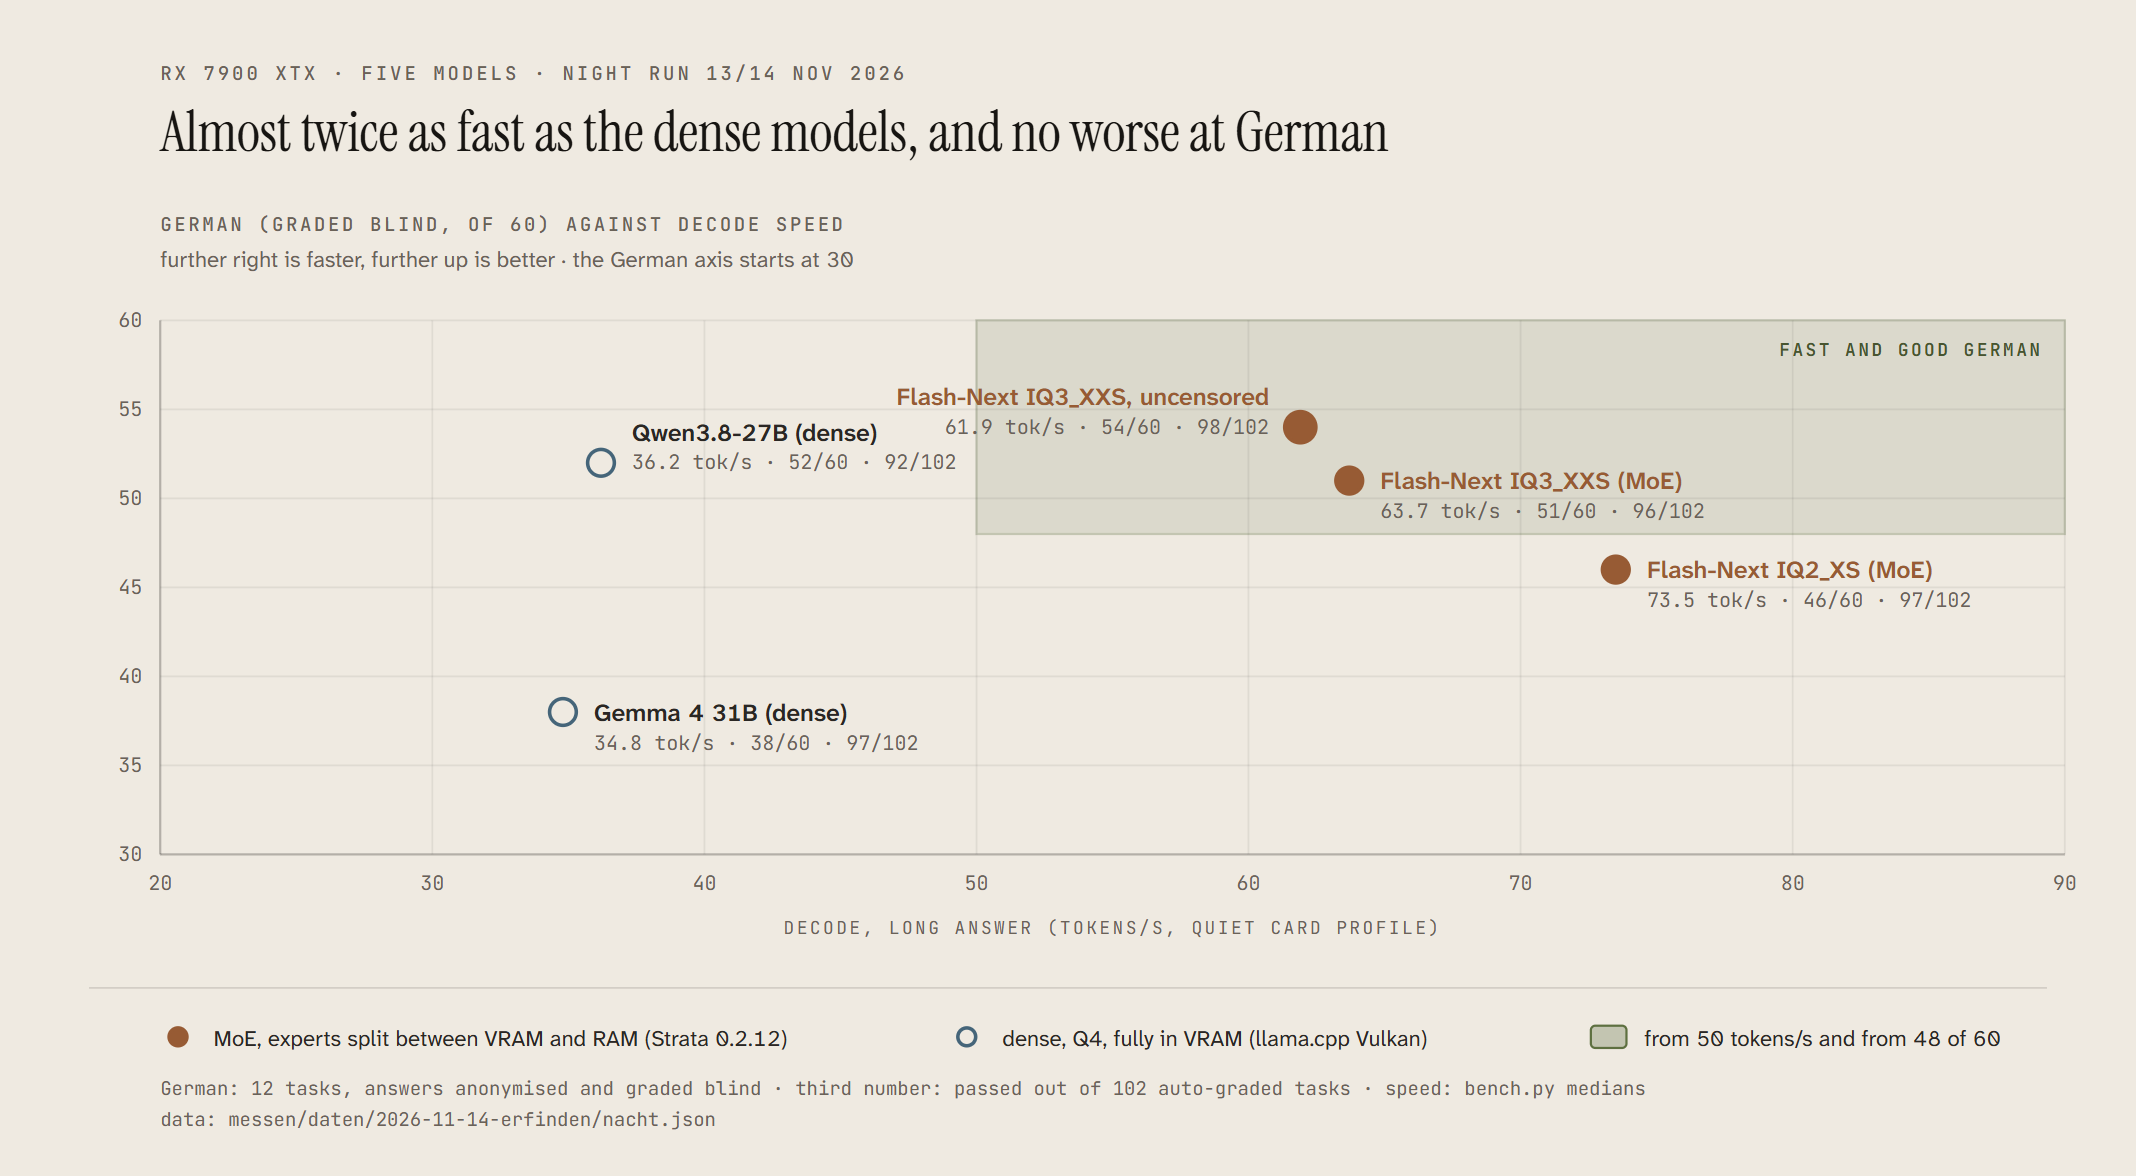 RX 7900 XTX · FIVE MODELS · NIGHT RUN 13/14 NOV 2026
Almost twice as fast as the dense models, and no worse at German
GERMAN (GRADED BLIND, OF 60) AGAINST DECODE SPEED
further right is faster, further up is better · the German axis starts at 30
60
FAST AND GOOD GERMAN
Flash-Next IQ3_XXS, uncensored
61.9 tok/s · 54/60 · 98/102
55
Qwen3.8-27B (dense)
36.2 tok/s · 52/60 · 92/102
Flash-Next IQ3_XXS (MoE)
63.7 tok/s · 51/60 · 96/102
50
Flash-Next IQ2_XS (MoE)
73.5 tok/s · 46/60 · 97/102
45
40
Gemma 4 31B (dense)
34.8 tok/s · 38/60 · 97/102
35
30
20 30 40 50 60 70 80 90
DECODE, LONG ANSWER (TOKENS/S, QUIET CARD PROFILE)
MoE, experts split between VRAM and RAM (Strata 0.2.12)
dense, Q4, fully in VRAM (llama.cpp Vulkan)
from 50 tokens/s and from 48 of 60
German: 12 tasks, answers anonymised and graded blind · third number: passed out of 102 auto-graded tasks · speed: bench.py medians
data: messen/daten/2026-11-14-erfinden/nacht.json